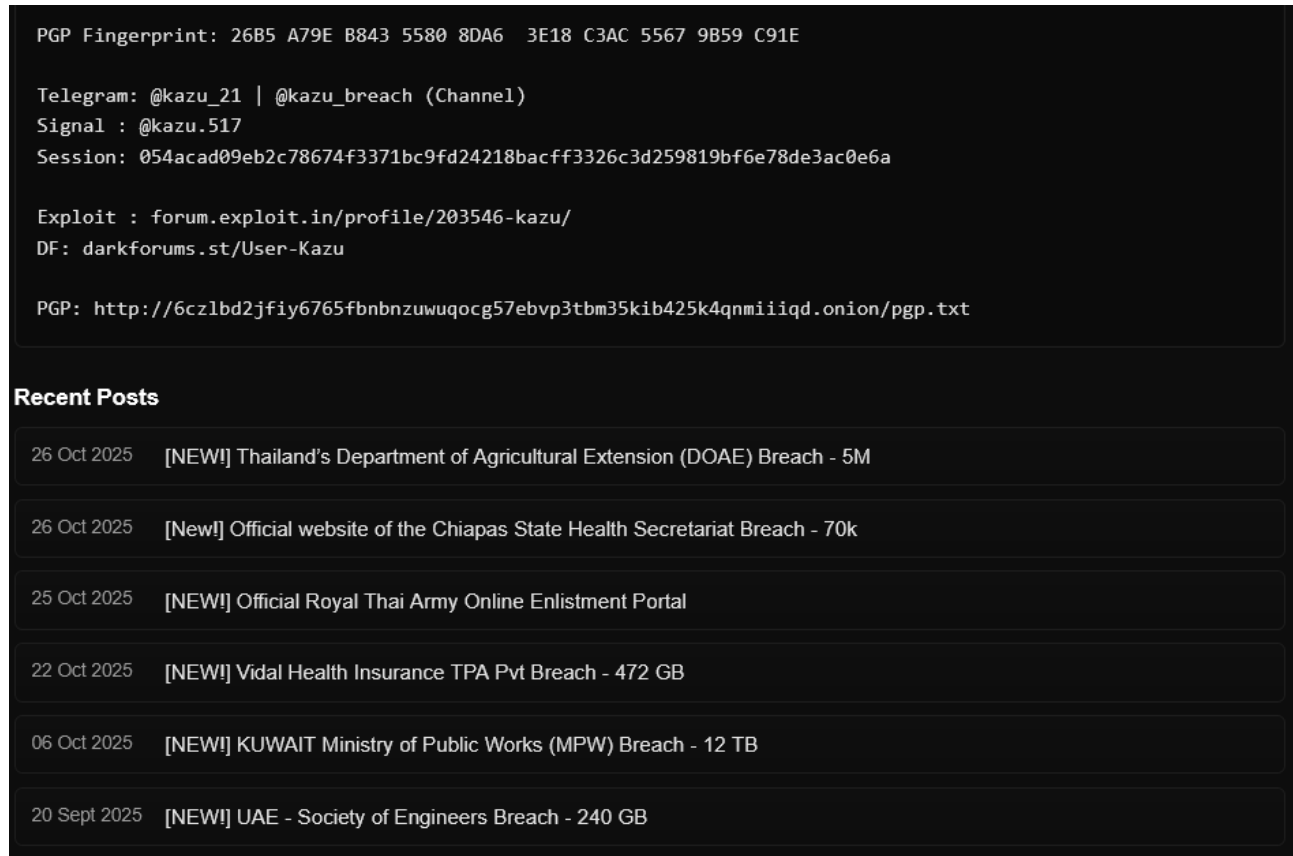 PGP Fingerprint: 26B5 A79E B843 5580 8DA6  3E18 C3AC 5567 9B59 C91E
Telegram: @kazu_21 | @kazu_breach (Channel)
Signal : @kazu.517
Session: 054acad09eb2c78674f3371bc9fd24218bacff3326c3d259819bf6e78de3ac0e6a
Exploit : forum.exploit.in/profile/203546-kazu/
DF: darkforums.st/User-Kazu
PGP: http://6czlbd2jfiy6765fbnbnzuwuqocg57ebvp3tbm35kib425k4qnmiiiqd.onion/pgp.txt
Recent Posts
26 Oct 2025 [NEW!] Thailand’s Department of Agricultural Extension (DOAE) Breach - 5M
26 Oct 2025 [New!] Official website of the Chiapas State Health Secretariat Breach - 70k
25 Oct 2025 [NEW!] Official Royal Thai Army Online Enlistment Portal
22 Oct 2025 [NEW!] Vidal Health Insurance TPA Pvt Breach - 472 GB
06 Oct 2025 [NEW!] KUWAIT Ministry of Public Works (MPW) Breach - 12 TB
20 Sept 2025 [NEW!] UAE - Society of Engineers Breach - 240 GB